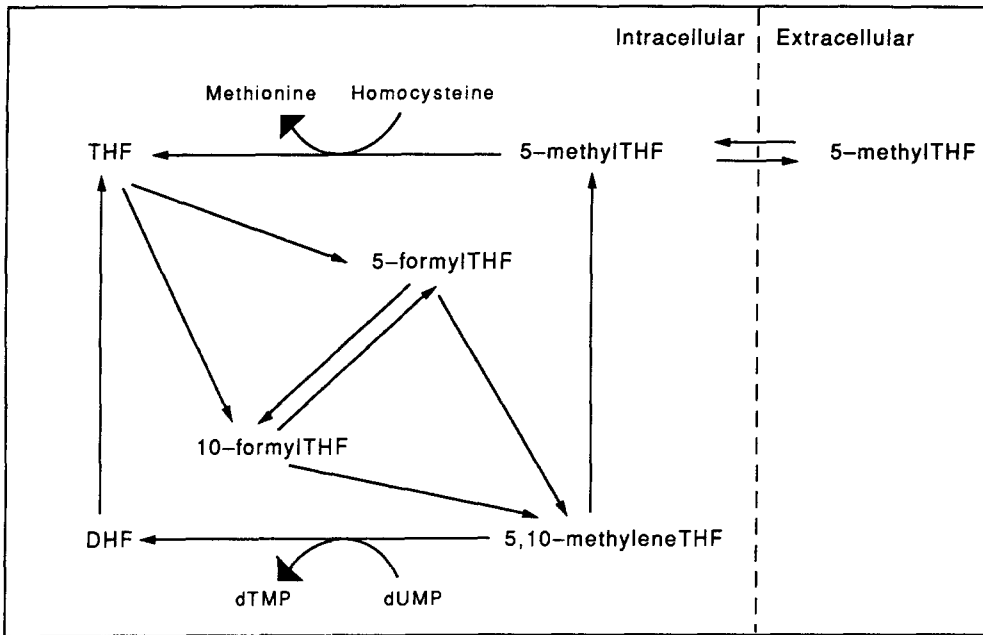 Intracellular Extracellular
Methionine Homocysteine
THF 5-methylTHF 5-methylTHF
5-formylTHF
10-formylTHF
DHF 5,10-methyleneTHF
dTMP dUMP